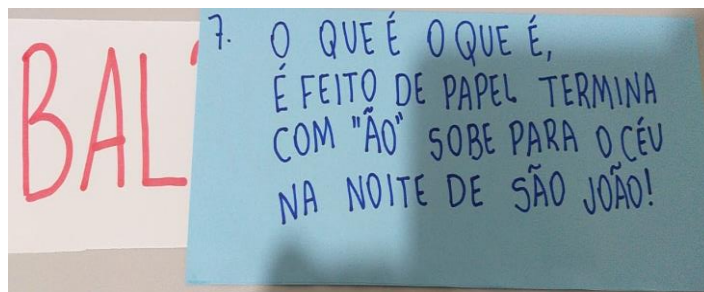 BAL
7. O QUE É O QUE É,
É FEITO DE PAPEL TERMINA
COM "ÃO" SOBE PARA O CÉU
NA NOITE DE SÃO JOÃO!